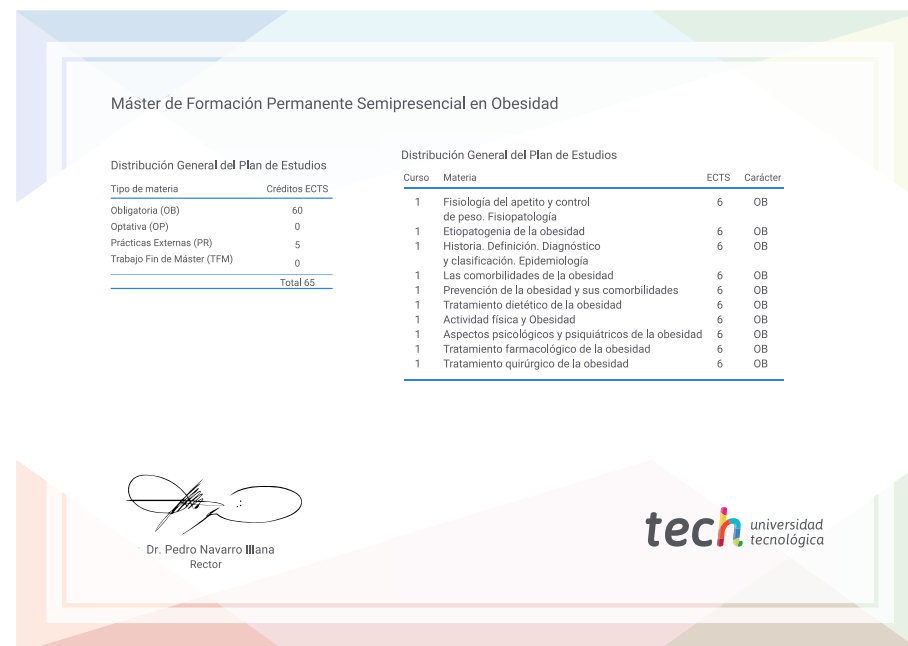 Máster de Formación Permanente Semipresencial en Obesidad
Distribución General del Plan de Estudios
Tipo de materia Créditos ECTS
Obligatoria (OB) 60
Optativa (OP) 0
Prácticas Externas (PR) 5
Trabajo Fin de Máster (TFM) 0
Total 65
Distribución General del Plan de Estudios
Curso Materia ECTS Carácter
1 Fisiología del apetito y control 6 OB
de peso. Fisiopatología
1 Etiopatogenia de la obesidad 6 OB
1 Historia. Definición. Diagnóstico 6 OB
y clasificación. Epidemiología
1 Las comorbilidades de la obesidad 6 OB
1 Prevención de la obesidad y sus comorbilidades 6 OB
1 Tratamiento dietético de la obesidad 6 OB
1 Actividad física y Obesidad 6 OB
1 Aspectos psicológicos y psiquiátricos de la obesidad 6 OB
1 Tratamiento farmacológico de la obesidad 6 OB
1 Tratamiento quirúrgico de la obesidad 6 OB
Dr. Pedro Navarro Illana
Rector
tech universidad
tecnológica